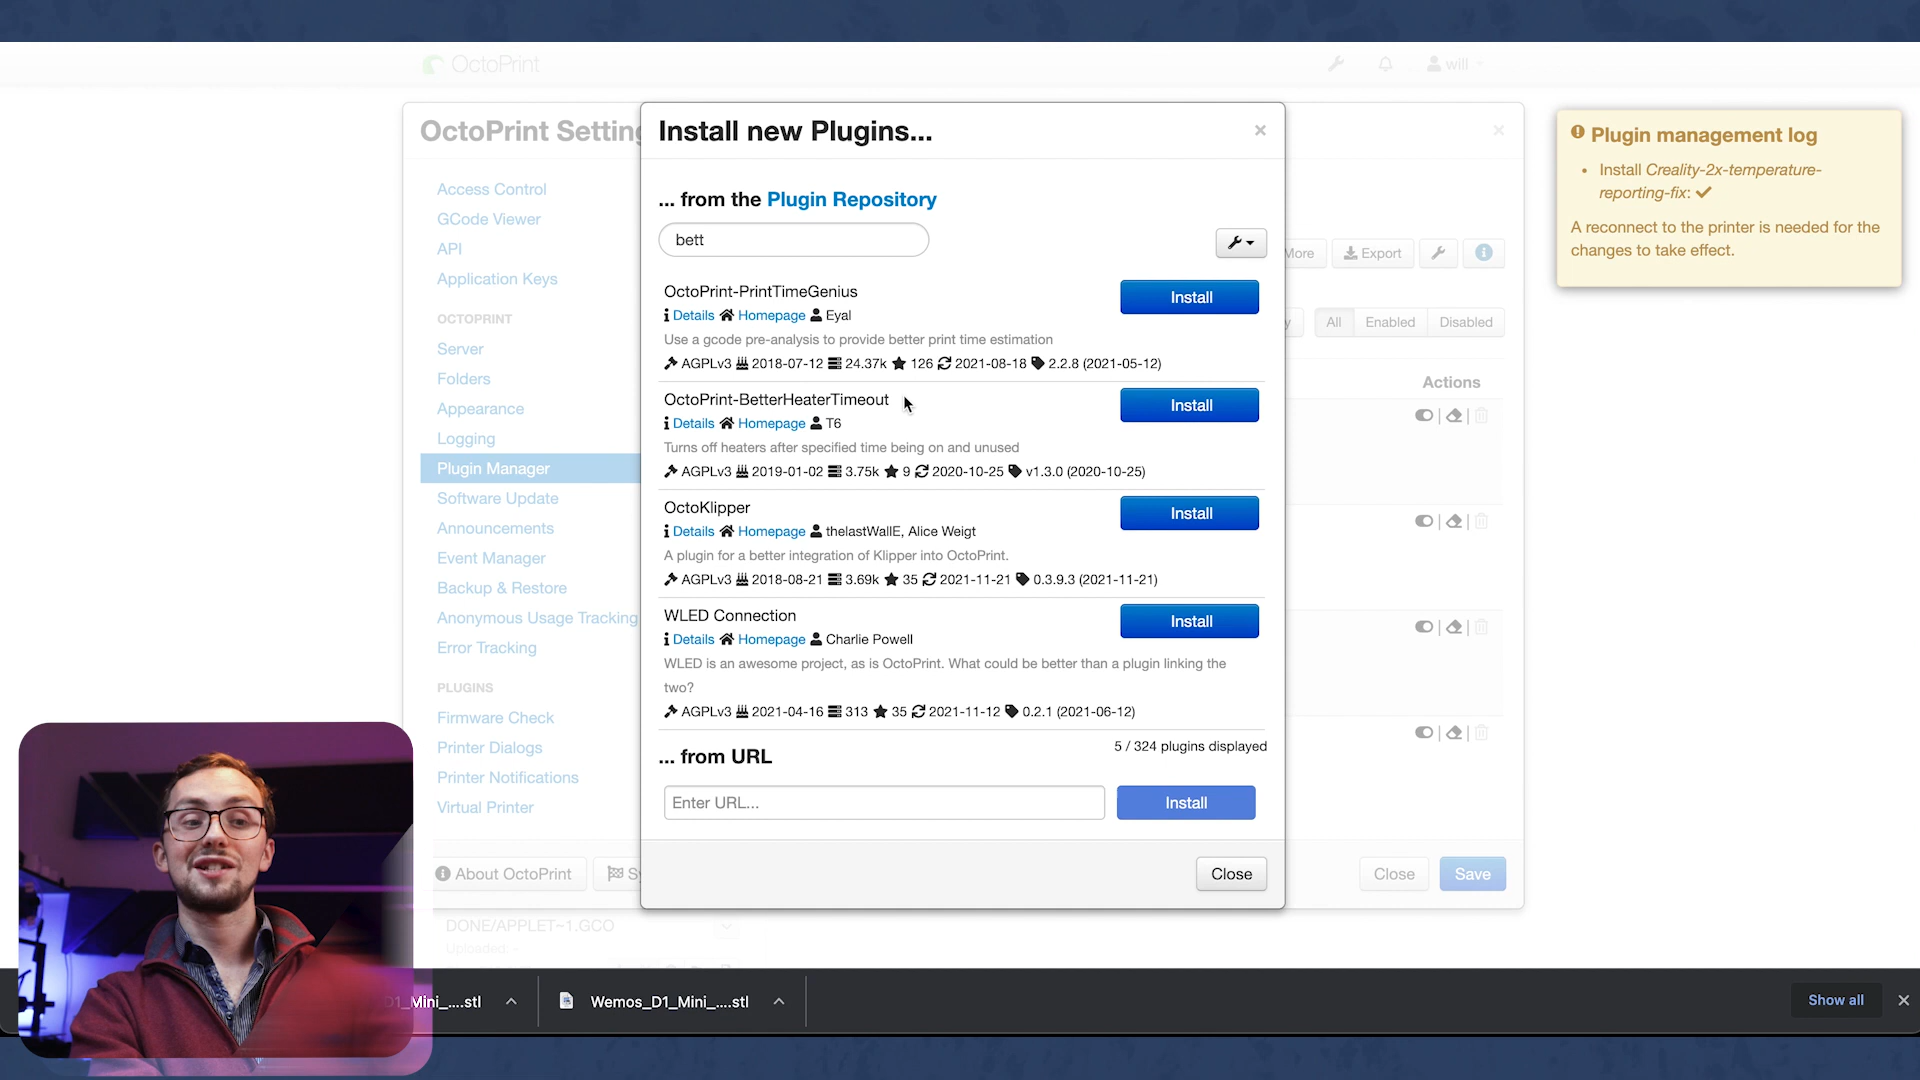 OctoPrint
will
OctoPrint Setting
Install new Plugins...
×
×
Plugin management log
Install Creality-2x-temperature-
reporting-fix:
A reconnect to the printer is needed for the
changes to take effect.
Access Control
GCode Viewer
API
Application Keys
OCTOPRINT
Server
Folders
Appearance
Logging
Plugin Manager
Software Update
Announcements
Event Manager
Backup & Restore
Anonymous Usage Tracking
Error Tracking
PLUGINS
Firmware Check
Printer Dialogs
Printer Notifications
Virtual Printer
About OctoPrint
Sy
... from the Plugin Repository
bett
OctoPrint-PrintTimeGenius
Install
Details Homepage Eyal
Use a gcode pre-analysis to provide better print time estimation
AGPLv3 2018-07-12 24.37k 126 2021-08-18 2.2.8 (2021-05-12)
OctoPrint-BetterHeaterTimeout
Install
Details Homepage T6
Turns off heaters after specified time being on and unused
AGPLv3 2019-01-02 3.75k 9 2020-10-25 v1.3.0 (2020-10-25)
OctoKlipper
Install
Details Homepage thelastWallE, Alice Weigt
A plugin for a better integration of Klipper into OctoPrint.
AGPLv3 2018-08-21 3.69k 35 2021-11-21 0.3.9.3 (2021-11-21)
WLED Connection
Install
Details Homepage Charlie Powell
WLED is an awesome project, as is OctoPrint. What could be better than a plugin linking the
two?
AGPLv3 2021-04-16 313 35 2021-11-12 0.2.1 (2021-06-12)
5 / 324 plugins displayed
... from URL
Enter URL...
Install
Close
More Export
y All Enabled Disabled
Actions
Close Save
DONE/APPLET~1.GCO
Uploaded:
D1_Mini_....stl
Wemos_D1_Mini_....stl
Show all